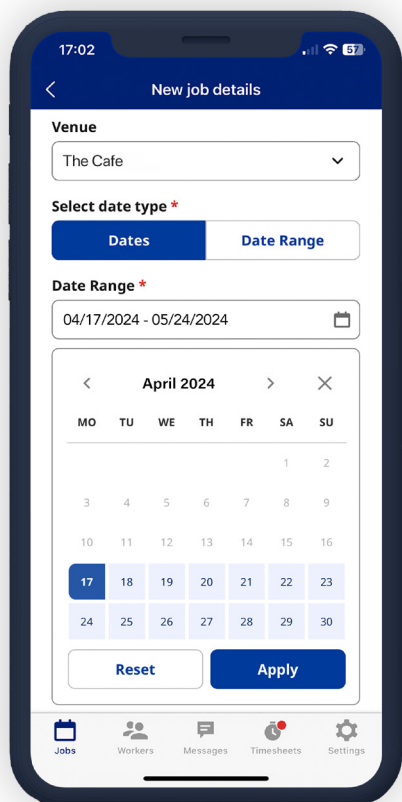 17:02
57
New job details
Venue
The Cafe
Select date type *
Dates Date Range
Date Range *
04/17/2024 - 05/24/2024
April 2024
MO TU WE TH FR SA SU
1 2
3 4 5 6 7 8 9
10 11 12 13 14 15 16
17 18 19 20 21 22 23
24 25 26 27 28 29 30
Reset Apply
Jobs Workers Messages Timesheets Settings